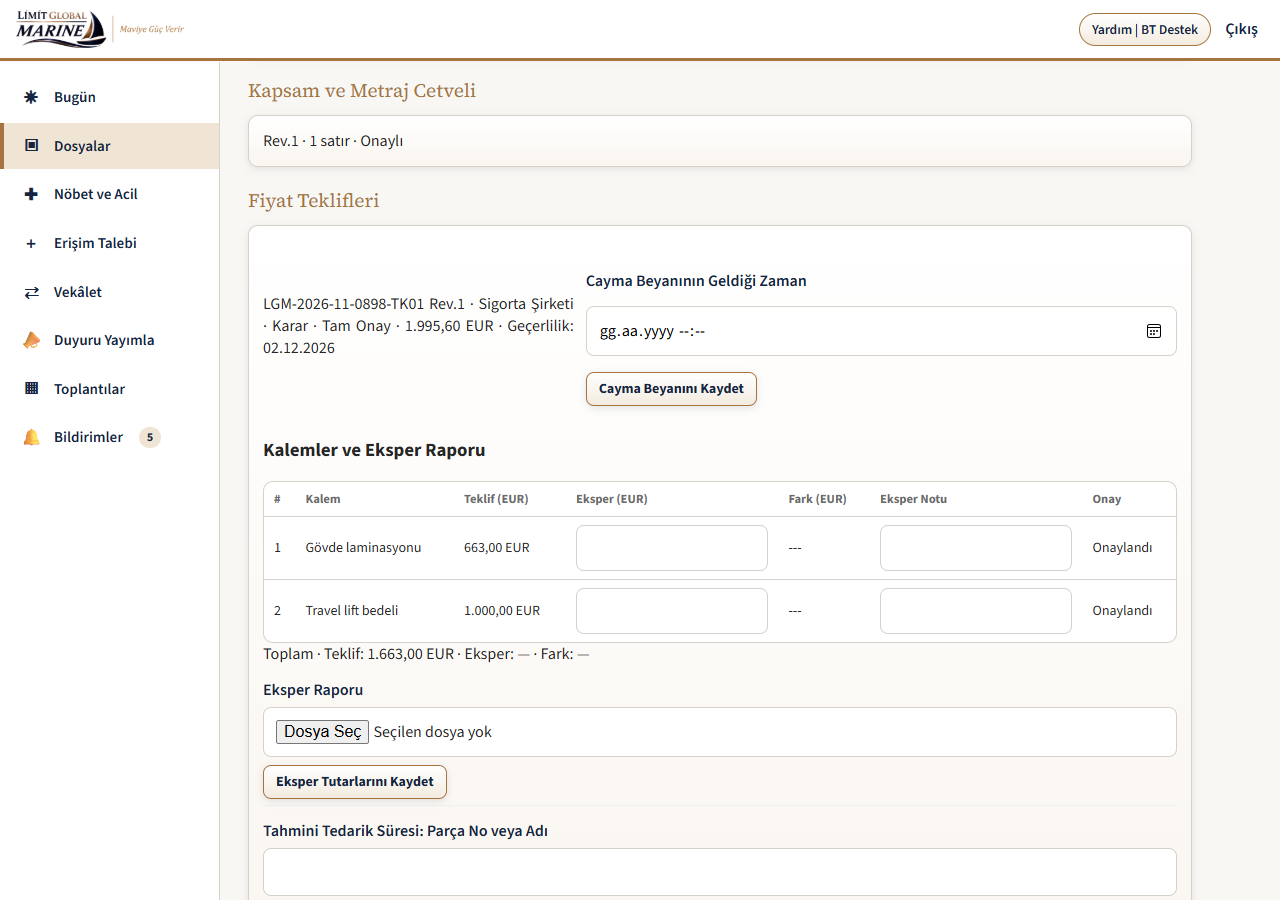 LİMİT GLOBAL
MARINE
Maviye Güç Verir
Yardım | BT Destek
Çıkış
Bugün
Dosyalar
Nöbet ve Acil
Erişim Talebi
Vekâlet
Duyuru Yayımla
Toplantılar
Bildirimler 5
Kapsam ve Metraj Cetveli
Rev.1 · 1 satır · Onaylı
Fiyat Teklifleri
LGM-2026-11-0898-TK01 Rev.1 · Sigorta Şirketi
· Karar · Tam Onay · 1.995,60 EUR · Geçerlilik:
02.12.2026
Cayma Beyanının Geldiği Zaman
gg.aa.yyyy --:--
Cayma Beyanını Kaydet
Kalemler ve Eksper Raporu
# Kalem Teklif (EUR) Eksper (EUR) Fark (EUR) Eksper Notu Onay
1 Gövde laminasyonu 663,00 EUR --- Onaylandı
2 Travel lift bedeli 1.000,00 EUR --- Onaylandı
Toplam · Teklif: 1.663,00 EUR · Eksper: — · Fark: —
Eksper Raporu
Dosya Seç Seçilen dosya yok
Eksper Tutarlarını Kaydet
Tahmini Tedarik Süresi: Parça No veya Adı